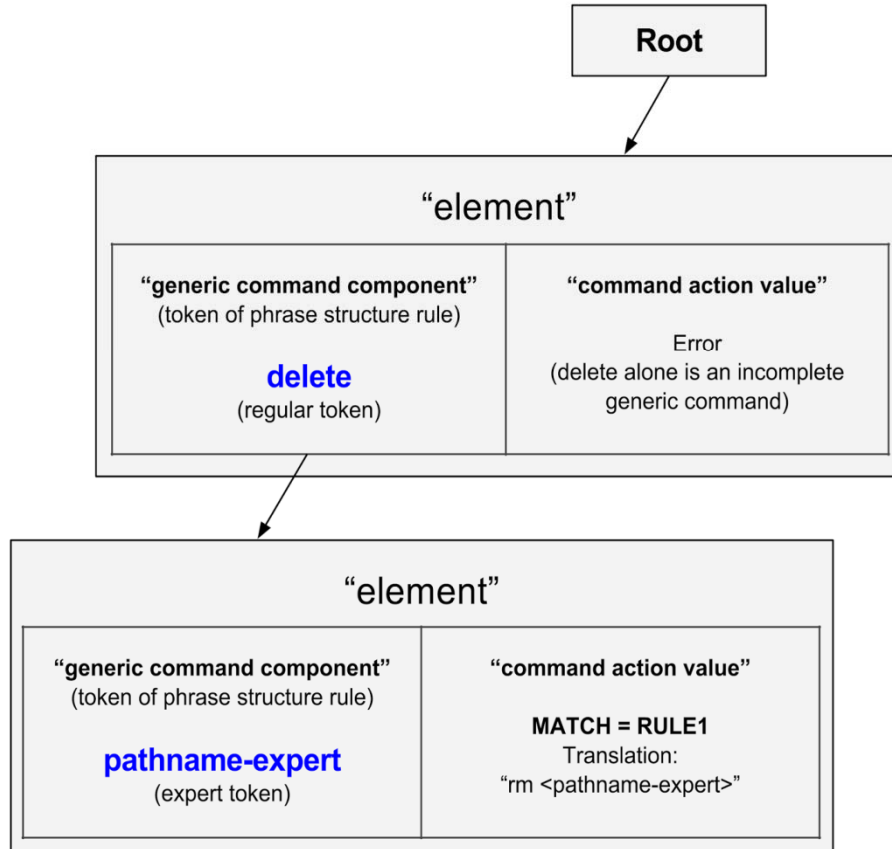 Root
“element”
“generic command component”
(token of phrase structure rule)
delete
(regular token)
“command action value”
Error
(delete alone is an incomplete
generic command)
“element”
“generic command component”
(token of phrase structure rule)
pathname-expert
(expert token)
“command action value”
MATCH = RULE1
Translation:
“rm <pathname-expert>”